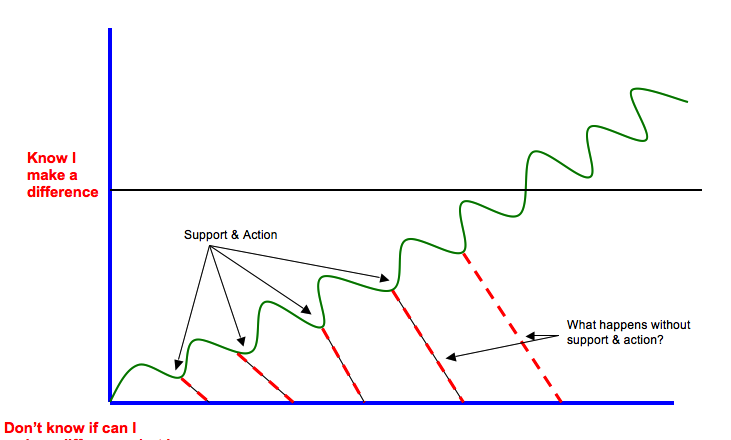 Know I
make a
difference
Support & Action
What happens without
support & action?
Don't know if can I